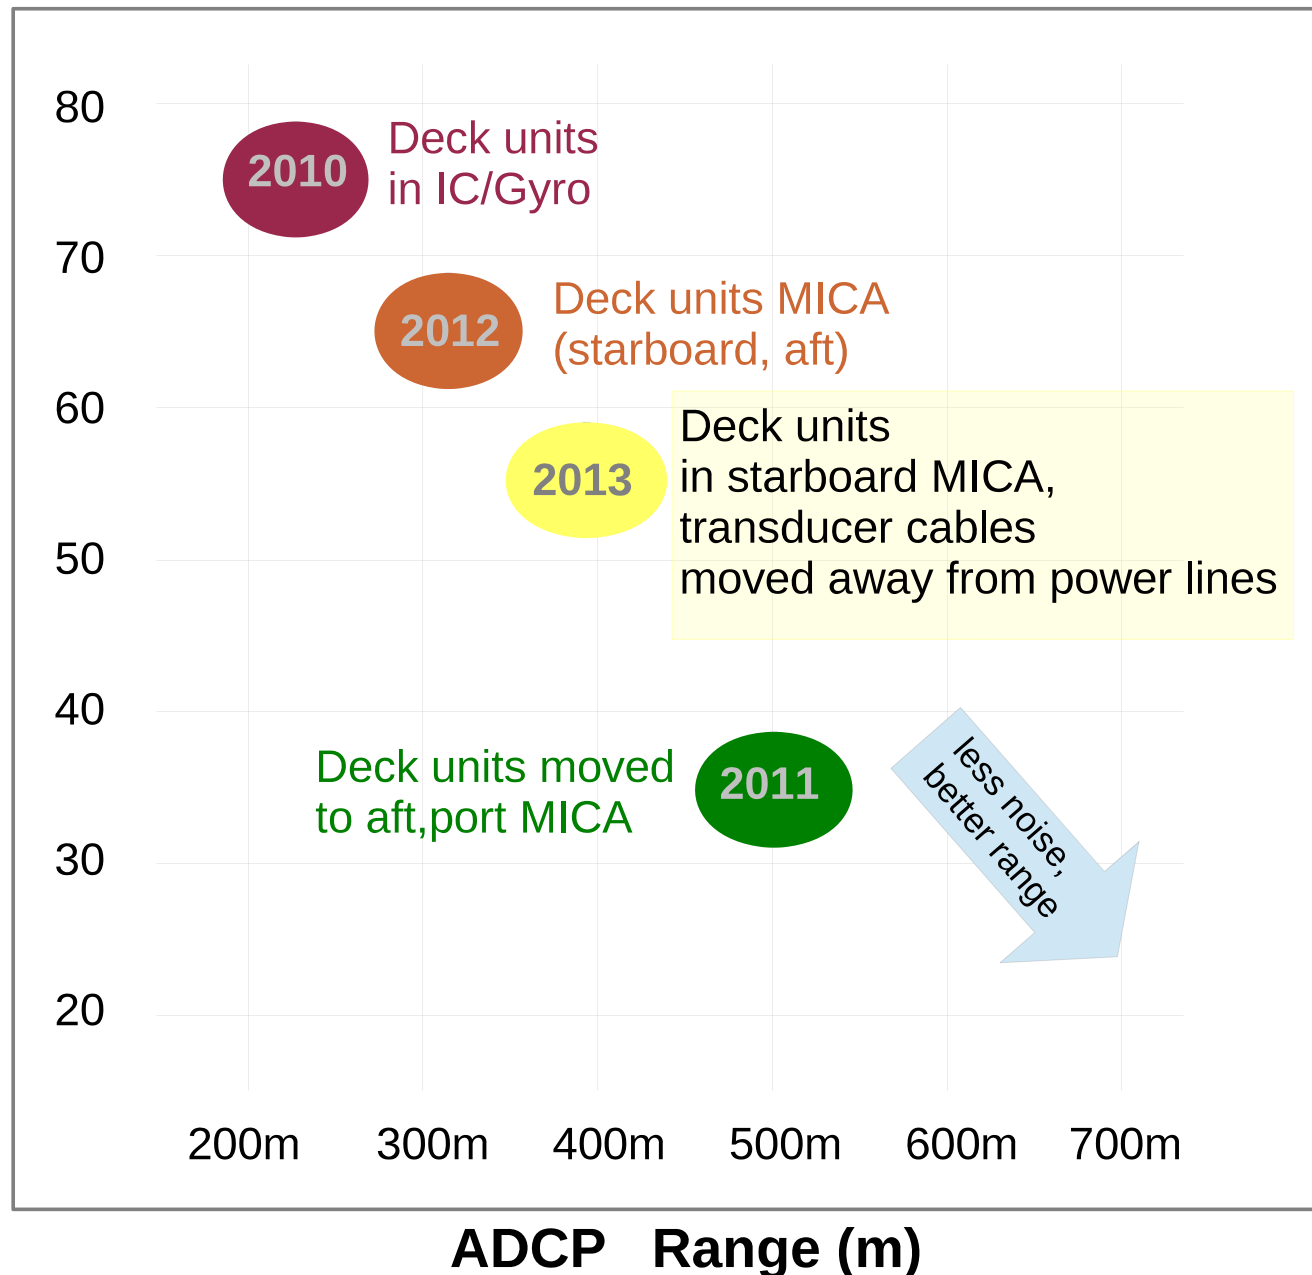 80
2010
Deck units
in IC/Gyro
70
2012
Deck units MICA
(starboard, aft)
60
2013
Deck units
in starboard MICA,
transducer cables
moved away from power lines
50
40
Deck units moved
to aft,port MICA
2011
less noise,
better range
30
20
200m 300m 400m 500m 600m 700m
ADCP Range (m)